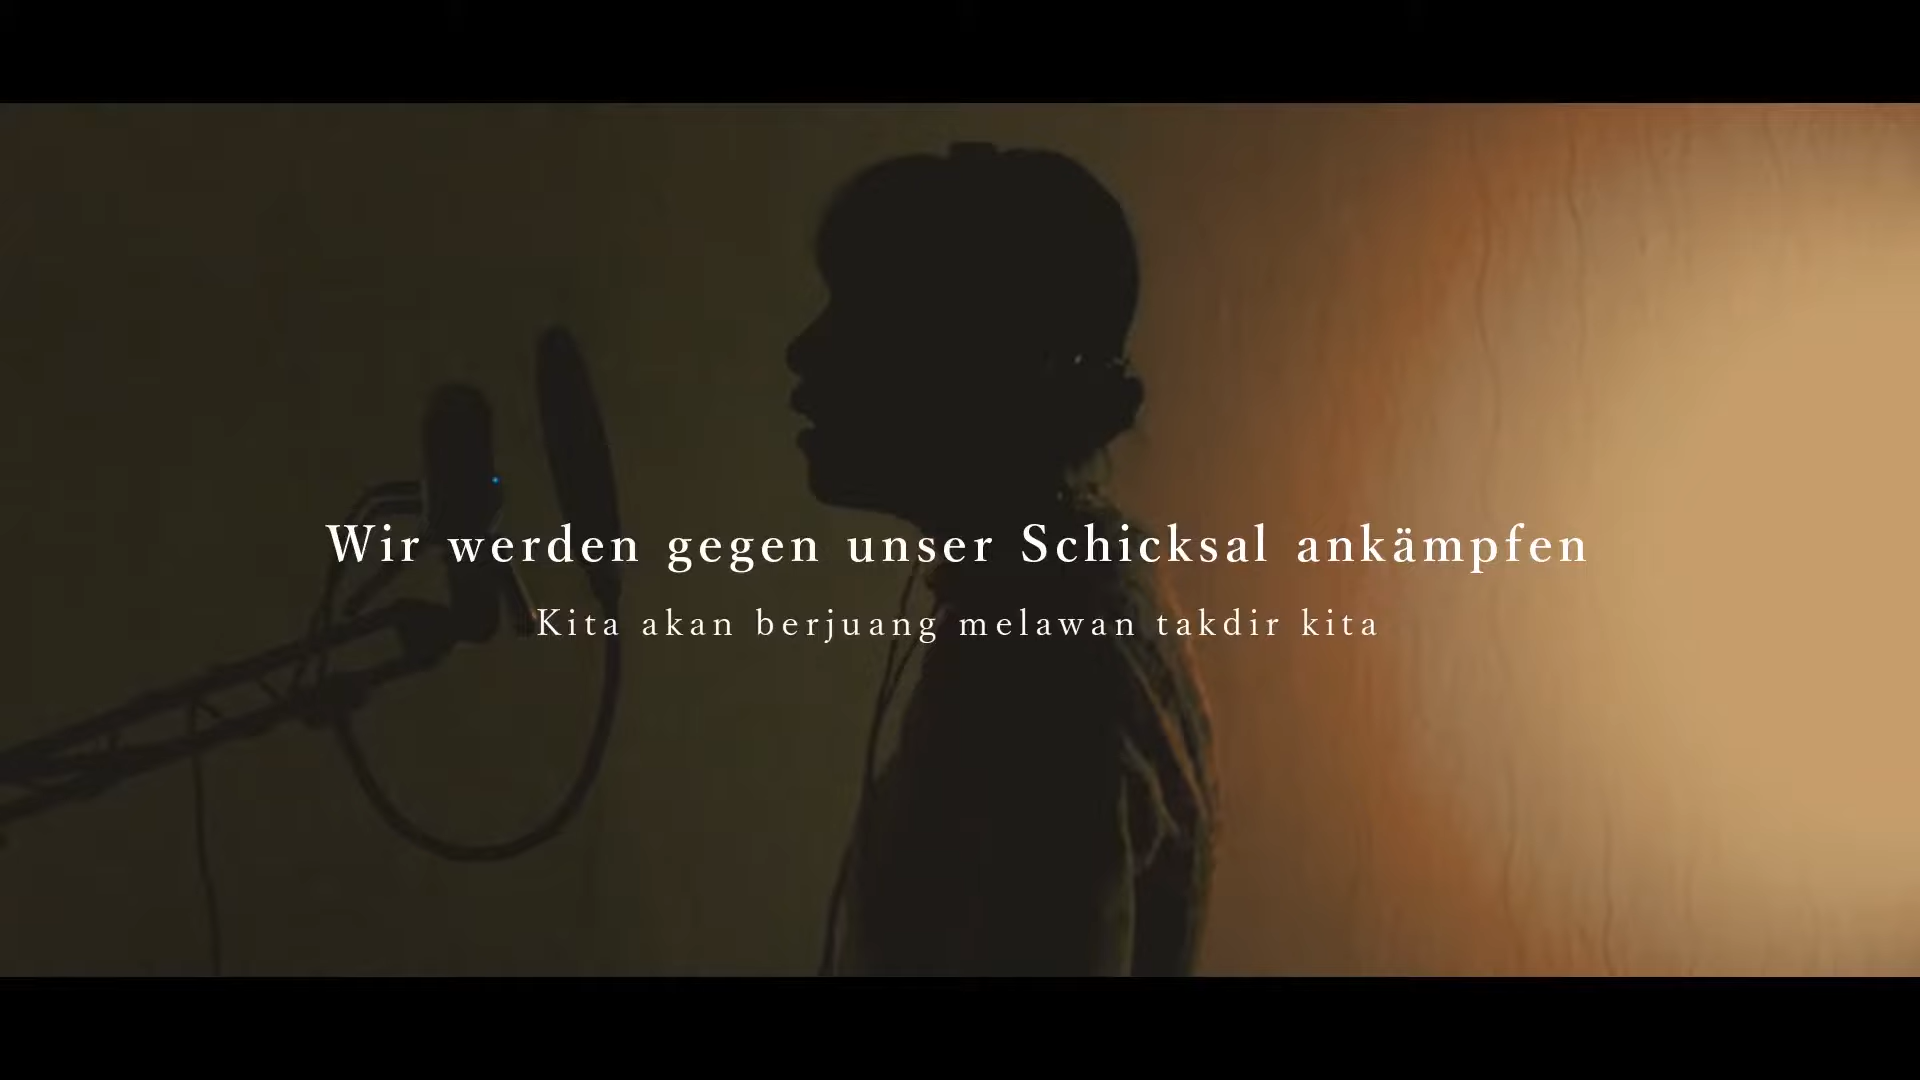 Wir werden gegen unser Schicksal ankämpfen
Kita akan berjuang melawan takdir kita